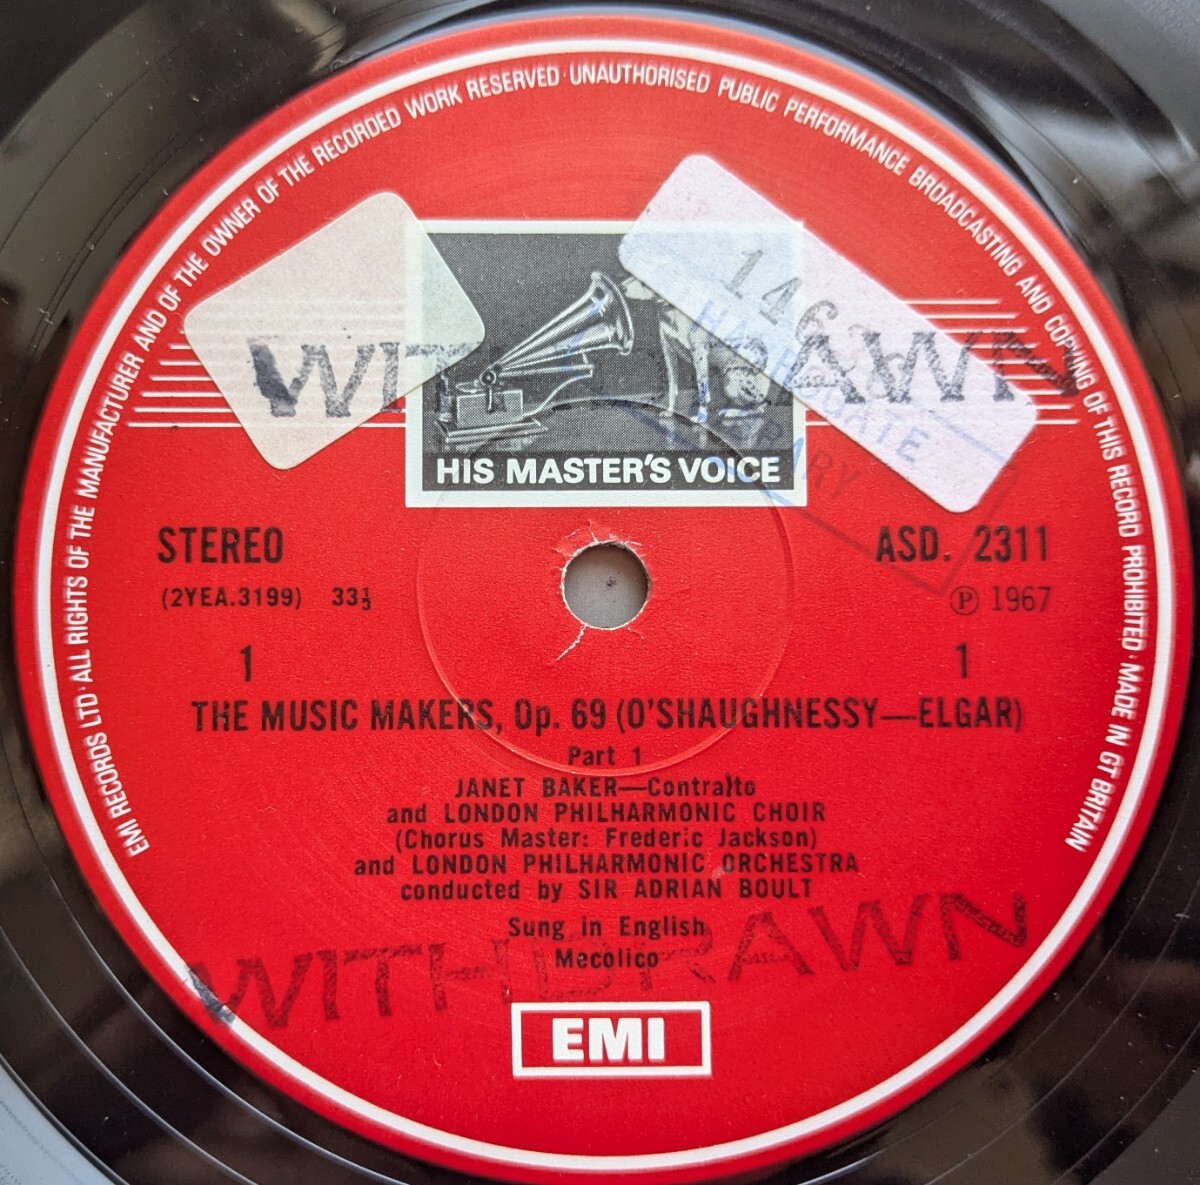 EMI RECORDS LTD · ALL RIGHTS OF THE MANUFACTURER AND OF THE OWNER OF THE RECORDED WORK RESERVED · UNAUTHORISED PUBLIC PERFORMANCE BROADCASTING AND COPYING OF THIS RECORD PROHIBITED · MADE IN GT BRITAIN
HARROGATE
LIBRARY
HIS MASTER'S VOICE
STEREO
ASD. 2311
(2YEA.3199) 33⅓
℗ 1967
1
1
THE MUSIC MAKERS, Op. 69 (O'SHAUGHNESSY—ELGAR)
Part 1
JANET BAKER—Contralto
and LONDON PHILHARMONIC CHOIR
(Chorus Master: Frederic Jackson)
and LONDON PHILHARMONIC ORCHESTRA
conducted by SIR ADRIAN BOULT
Sung in English
Mecolico
WITHDRAWN
EMI